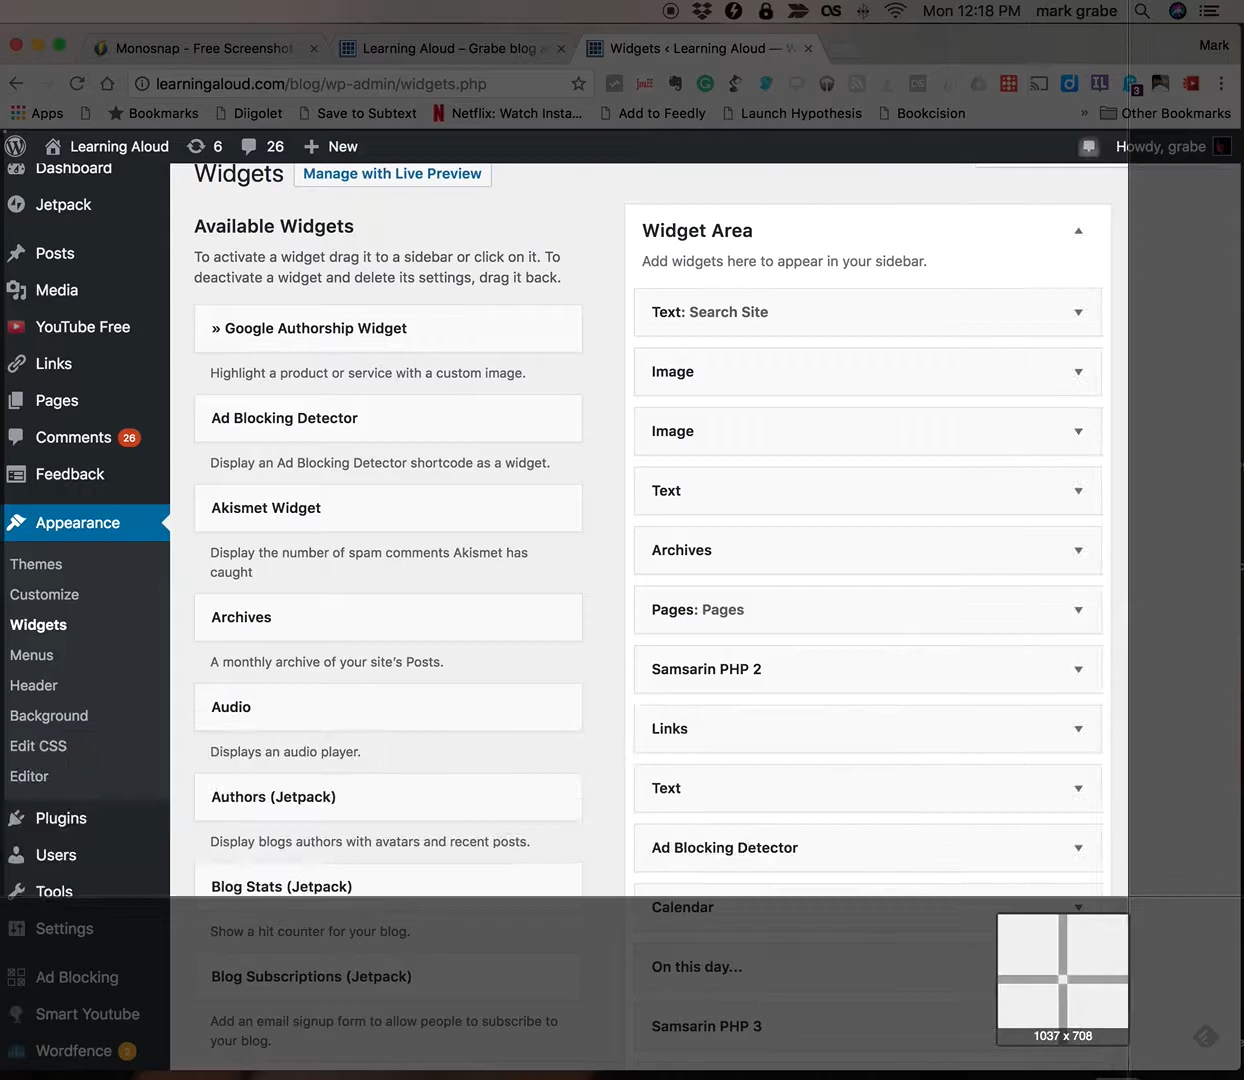 OS
Mon 12:18 PM mark grabe
Monosnap - Free Screenshot
Learning Aloud – Grabe blog a
Widgets ‹ Learning Aloud — W
Mark
learningaloud.com/blog/wp-admin/widgets.php
3
Apps
Bookmarks
Diigolet
Save to Subtext
Netflix: Watch Insta...
Add to Feedly
Launch Hypothesis
Bookcision
»
Other Bookmarks
Learning Aloud
6
26
New
Howdy, grabe
Dashboard
Jetpack
Posts
Media
YouTube Free
Links
Pages
Comments 26
Feedback
Appearance
Themes
Customize
Widgets
Menus
Header
Background
Edit CSS
Editor
Plugins
Users
Tools
Settings
Ad Blocking
Smart Youtube
Wordfence 2
Widgets
Manage with Live Preview
Available Widgets
To activate a widget drag it to a sidebar or click on it. To
deactivate a widget and delete its settings, drag it back.
» Google Authorship Widget
Highlight a product or service with a custom image.
Ad Blocking Detector
Display an Ad Blocking Detector shortcode as a widget.
Akismet Widget
Display the number of spam comments Akismet has
caught
Archives
A monthly archive of your site's Posts.
Audio
Displays an audio player.
Authors (Jetpack)
Display blogs authors with avatars and recent posts.
Blog Stats (Jetpack)
Show a hit counter for your blog.
Blog Subscriptions (Jetpack)
Add an email signup form to allow people to subscribe to
your blog.
Widget Area
Add widgets here to appear in your sidebar.
Text: Search Site
Image
Image
Text
Archives
Pages: Pages
Samsarin PHP 2
Links
Text
Ad Blocking Detector
Calendar
On this day...
Samsarin PHP 3
1037 x 708